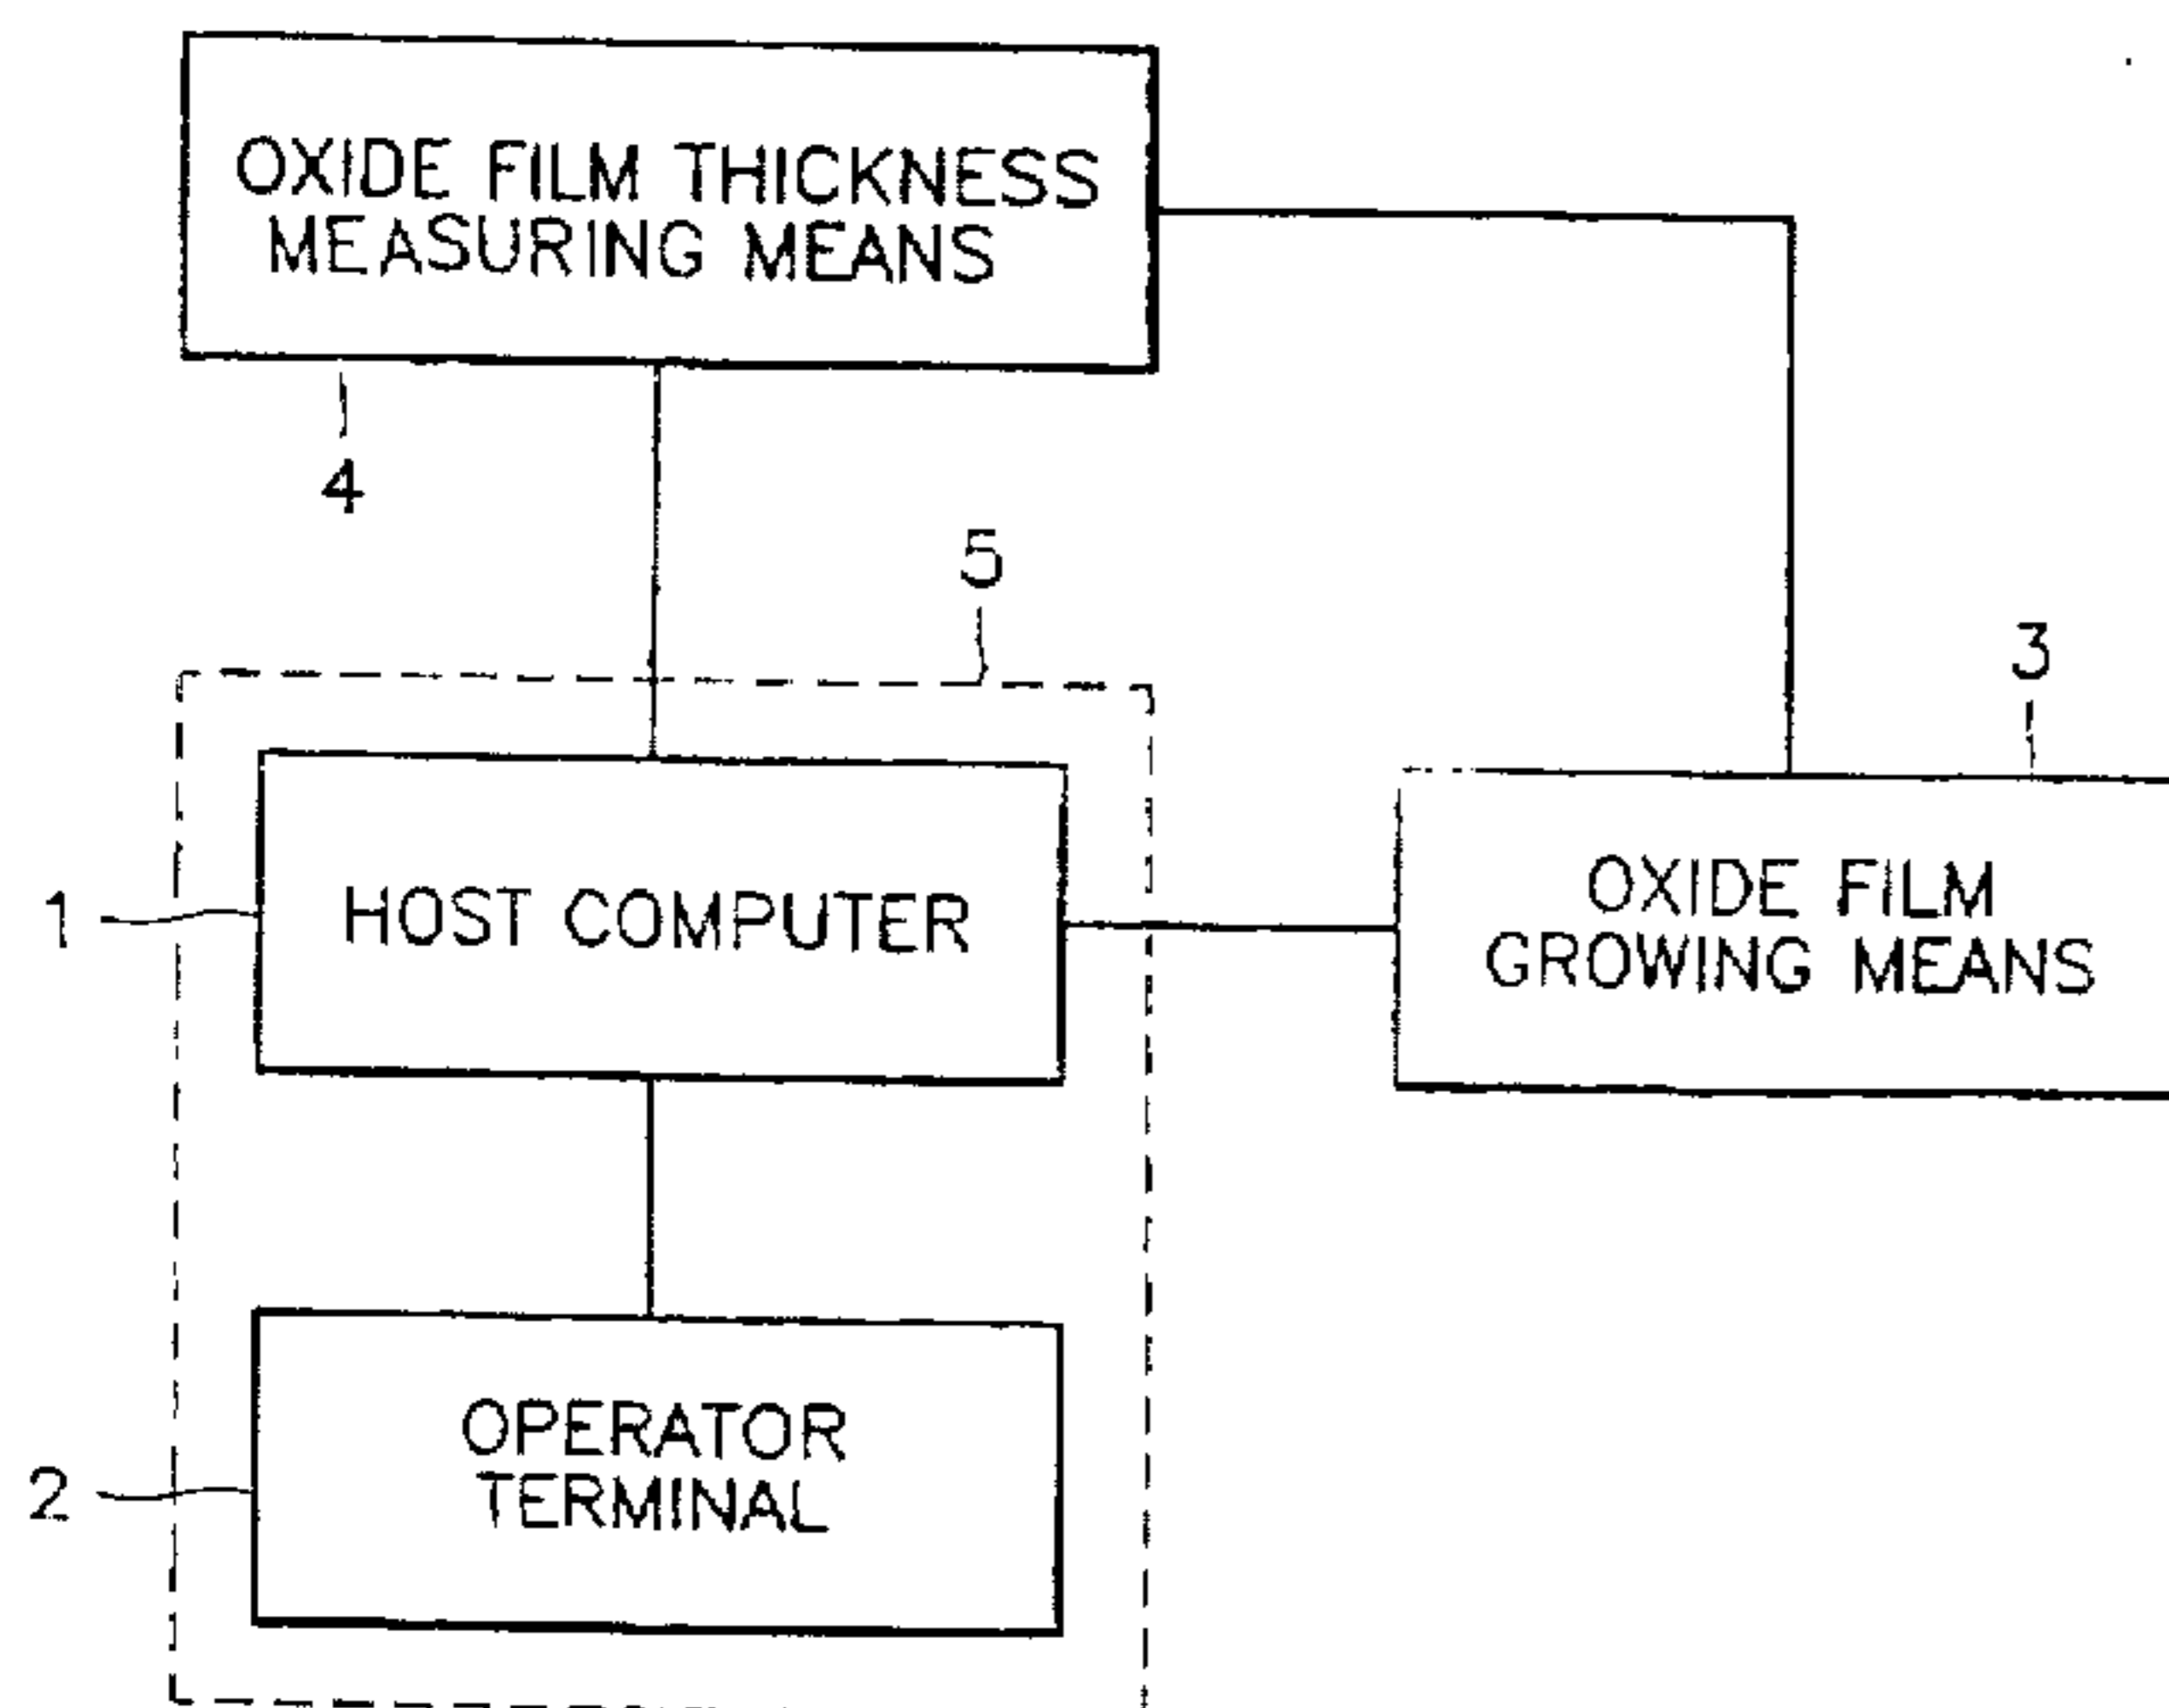 OXIDE FILM THICKNESS
MEASURING MEANS
4
5
3
1
HOST COMPUTER
OXIDE FILM
GROWING MEANS
2
OPERATOR
TERMINAL